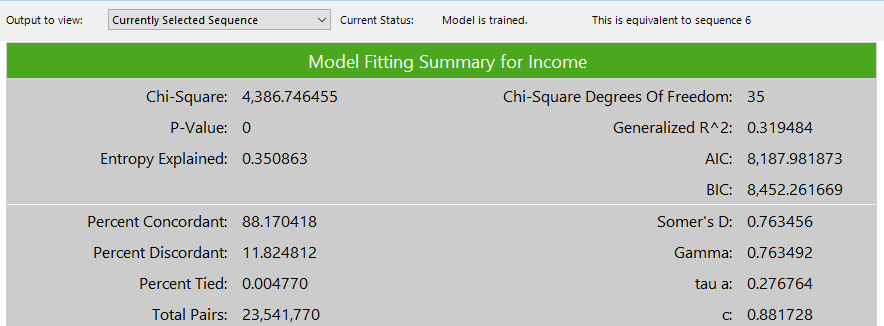 Output to view: Currently Selected Sequence Current Status: Model is trained. This is equivalent to sequence 6
Model Fitting Summary for Income
Chi-Square: 4,386.746455 Chi-Square Degrees Of Freedom: 35
P-Value: 0 Generalized R^2: 0.319484
Entropy Explained: 0.350863 AIC: 8,187.981873
BIC: 8,452.261669
Percent Concordant: 88.170418 Somer's D: 0.763456
Percent Discordant: 11.824812 Gamma: 0.763492
Percent Tied: 0.004770 tau a: 0.276764
Total Pairs: 23,541,770 c: 0.881728